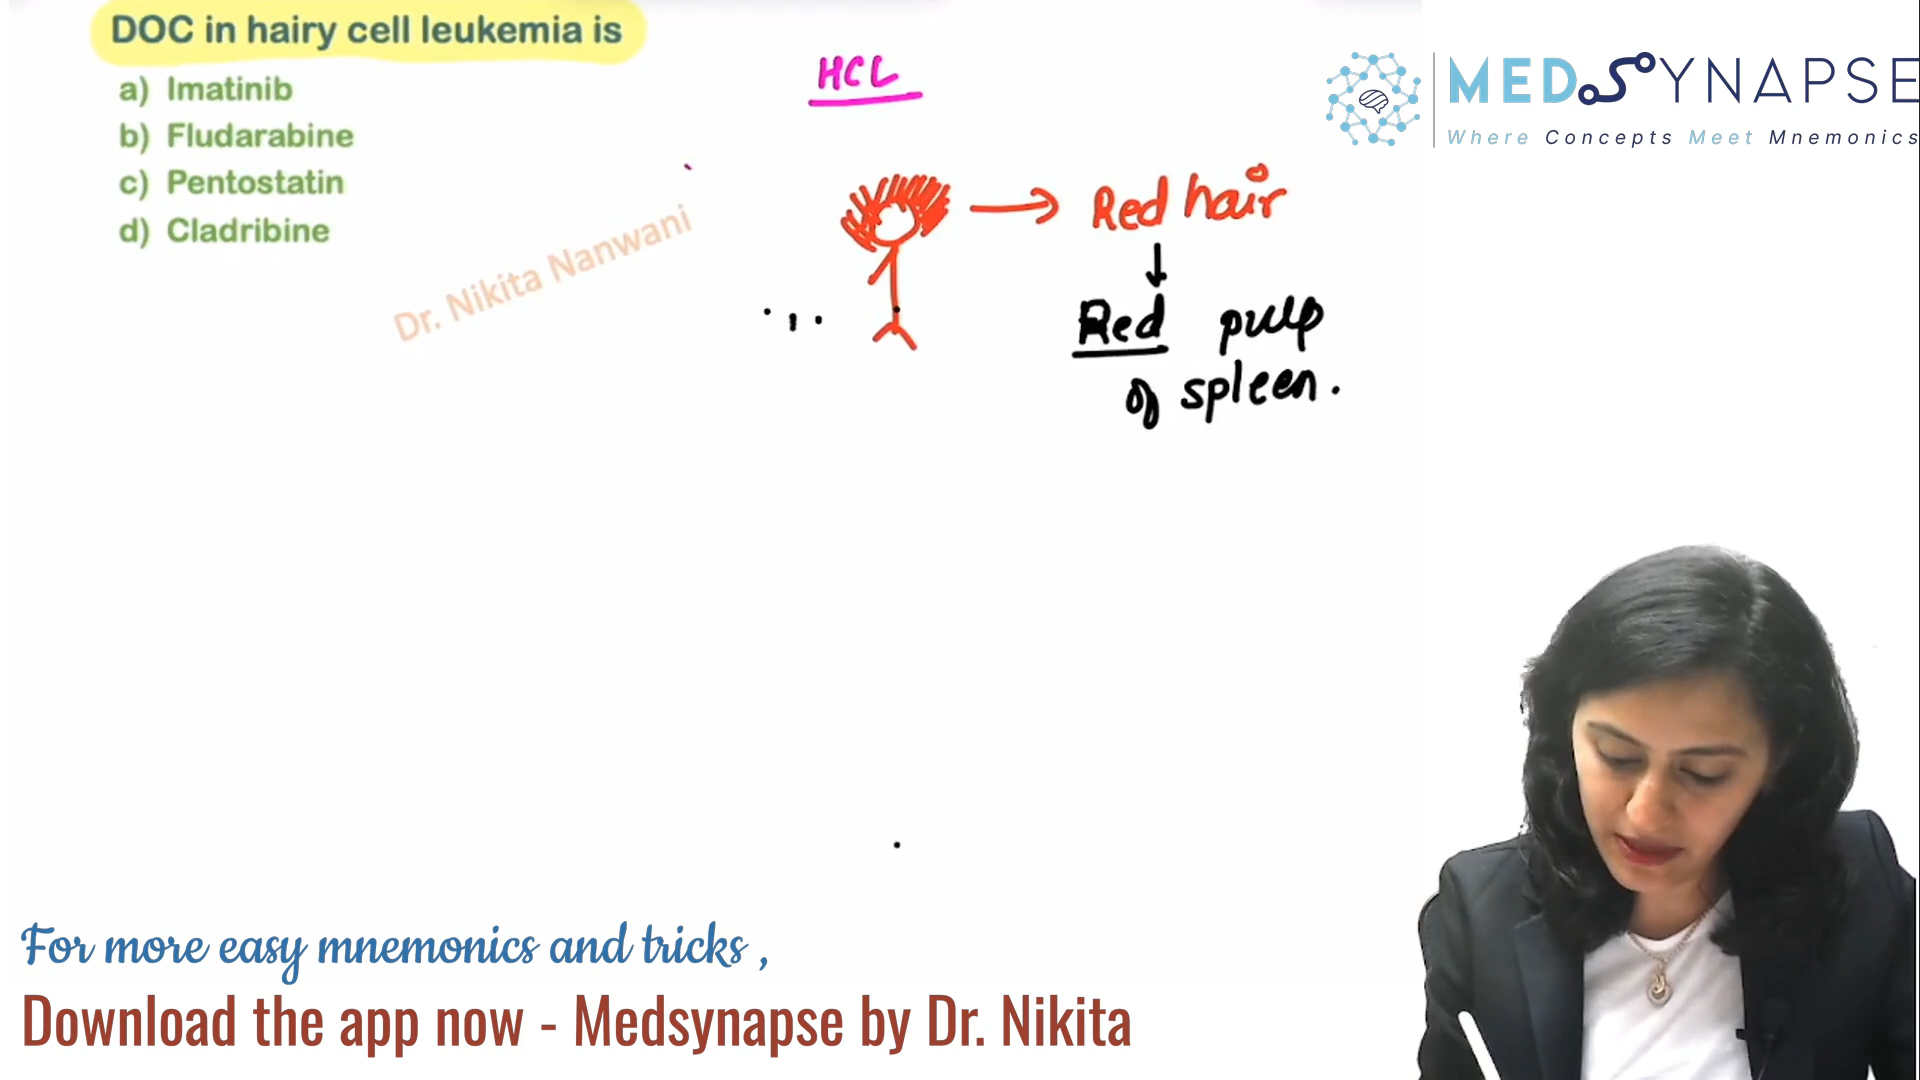 DOC in hairy cell leukemia is
a) Imatinib
b) Fludarabine
c) Pentostatin
d) Cladribine
Dr. Nikita Nanwani
HCL
Red hair
Red pulp
of spleen.
MEDSYNAPSE
Where Concepts Meet Mnemonics
For more easy mnemonics and tricks ,
Download the app now - Medsynapse by Dr. Nikita